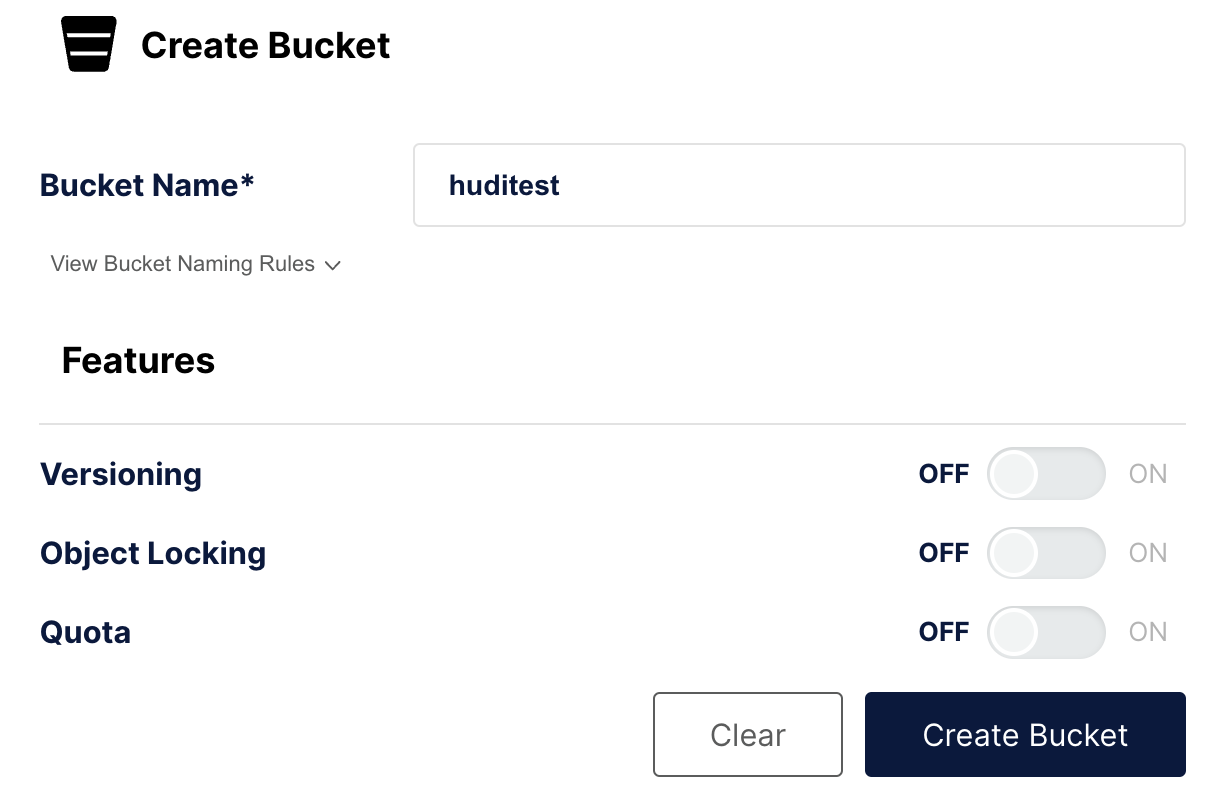 Create Bucket
Bucket Name* huditest
View Bucket Naming Rules
Features
Versioning OFF ON
Object Locking OFF ON
Quota OFF ON
Clear Create Bucket